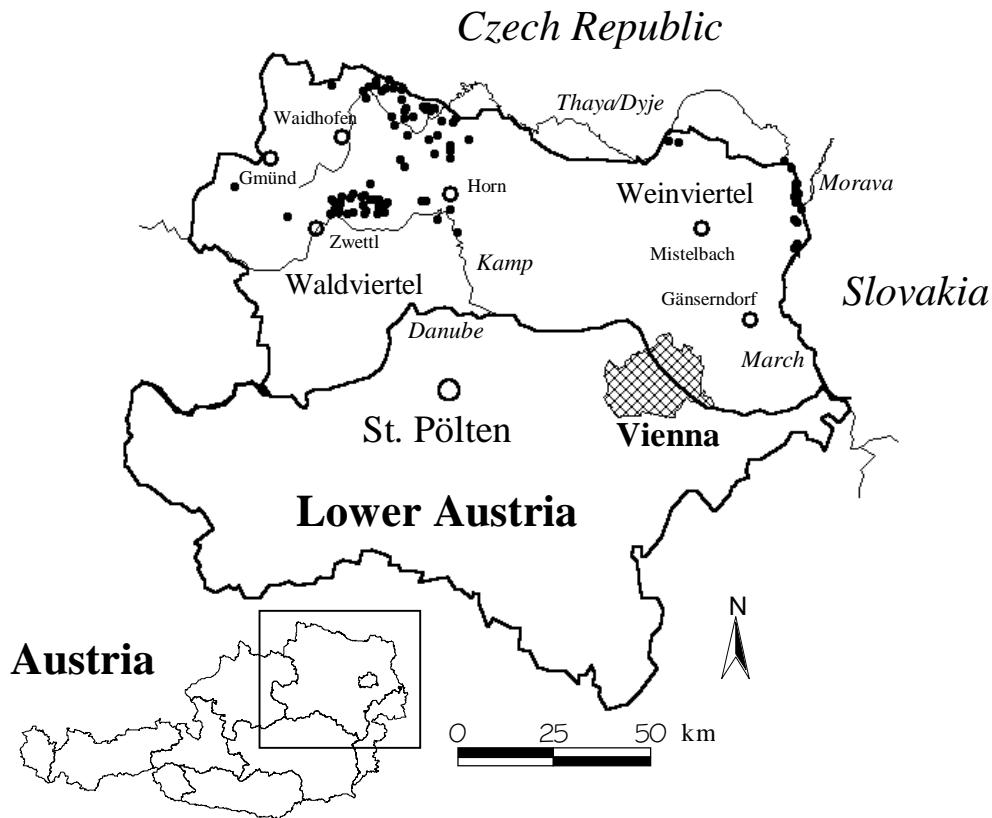 Czech Republic
Thaya/Dyje
Waidhofen
Gmünd
Horn
Weinviertel
Morava
Zwettl
Mistelbach
Kamp
Waldviertel
Slovakia
Gänserndorf
Danube
March
St. Pölten
Vienna
Lower Austria
N
Austria
0 25 50 km